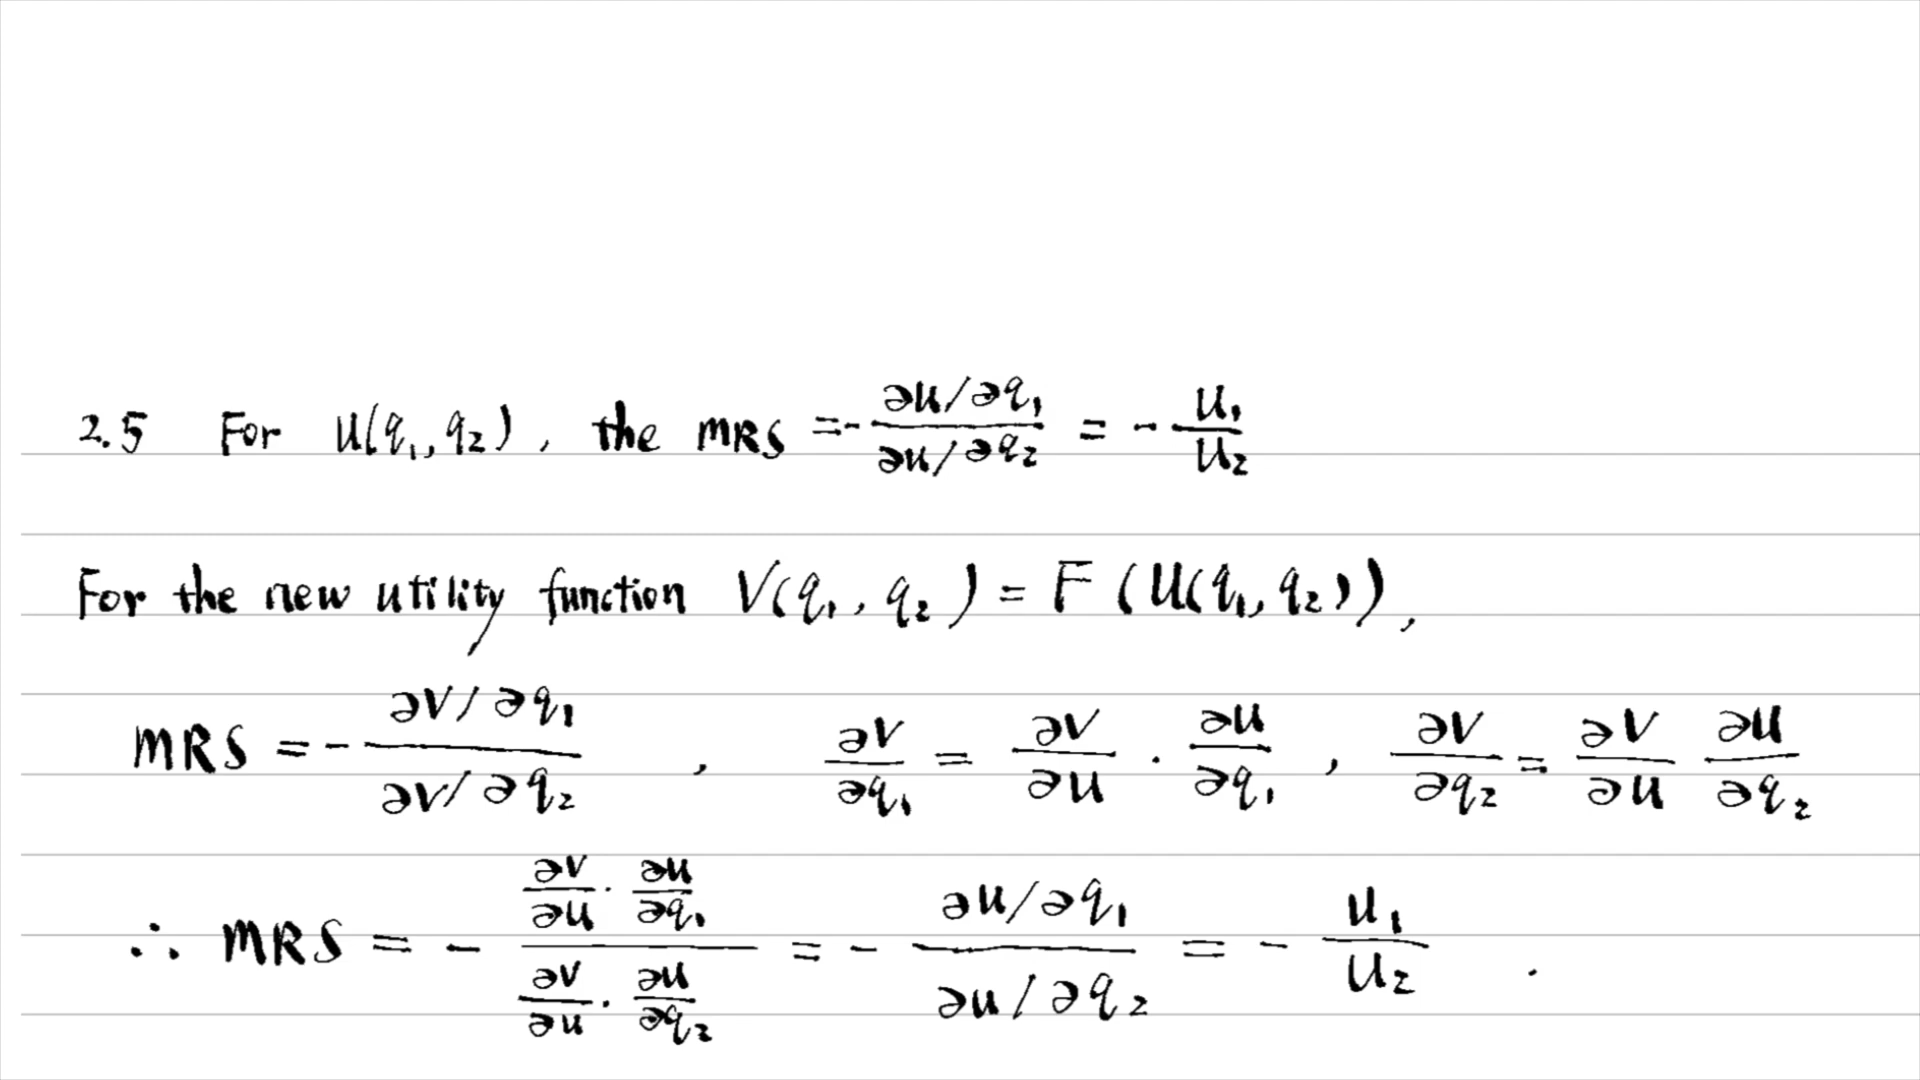 2.5 For U(q₁, q₂), the MRS = - (∂U/∂q₁)/(∂U/∂q₂) = - U₁/U₂
For the new utility function V(q₁, q₂) = F (U(q₁, q₂)),
MRS = - (∂V/∂q₁)/(∂V/∂q₂) , ∂V/∂q₁ = ∂V/∂U · ∂U/∂q₁ , ∂V/∂q₂ = ∂V/∂U ∂U/∂q₂
∴ MRS = - (∂V/∂U · ∂U/∂q₁)/(∂V/∂U · ∂U/∂q₂) = - (∂U/∂q₁)/(∂U/∂q₂) = - U₁/U₂ .